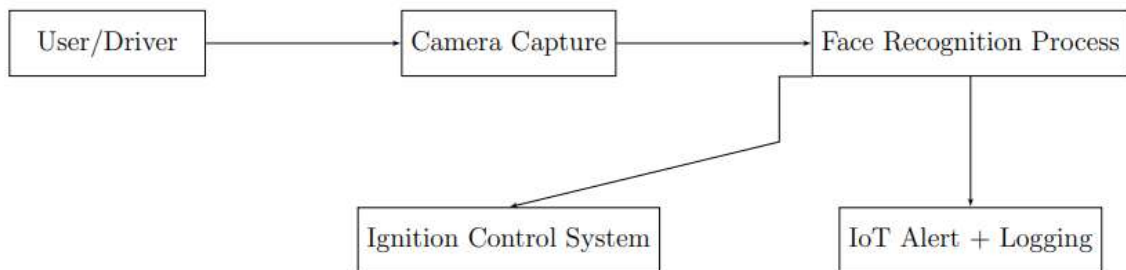 User/Driver
Camera Capture
Face Recognition Process
Ignition Control System
IoT Alert + Logging